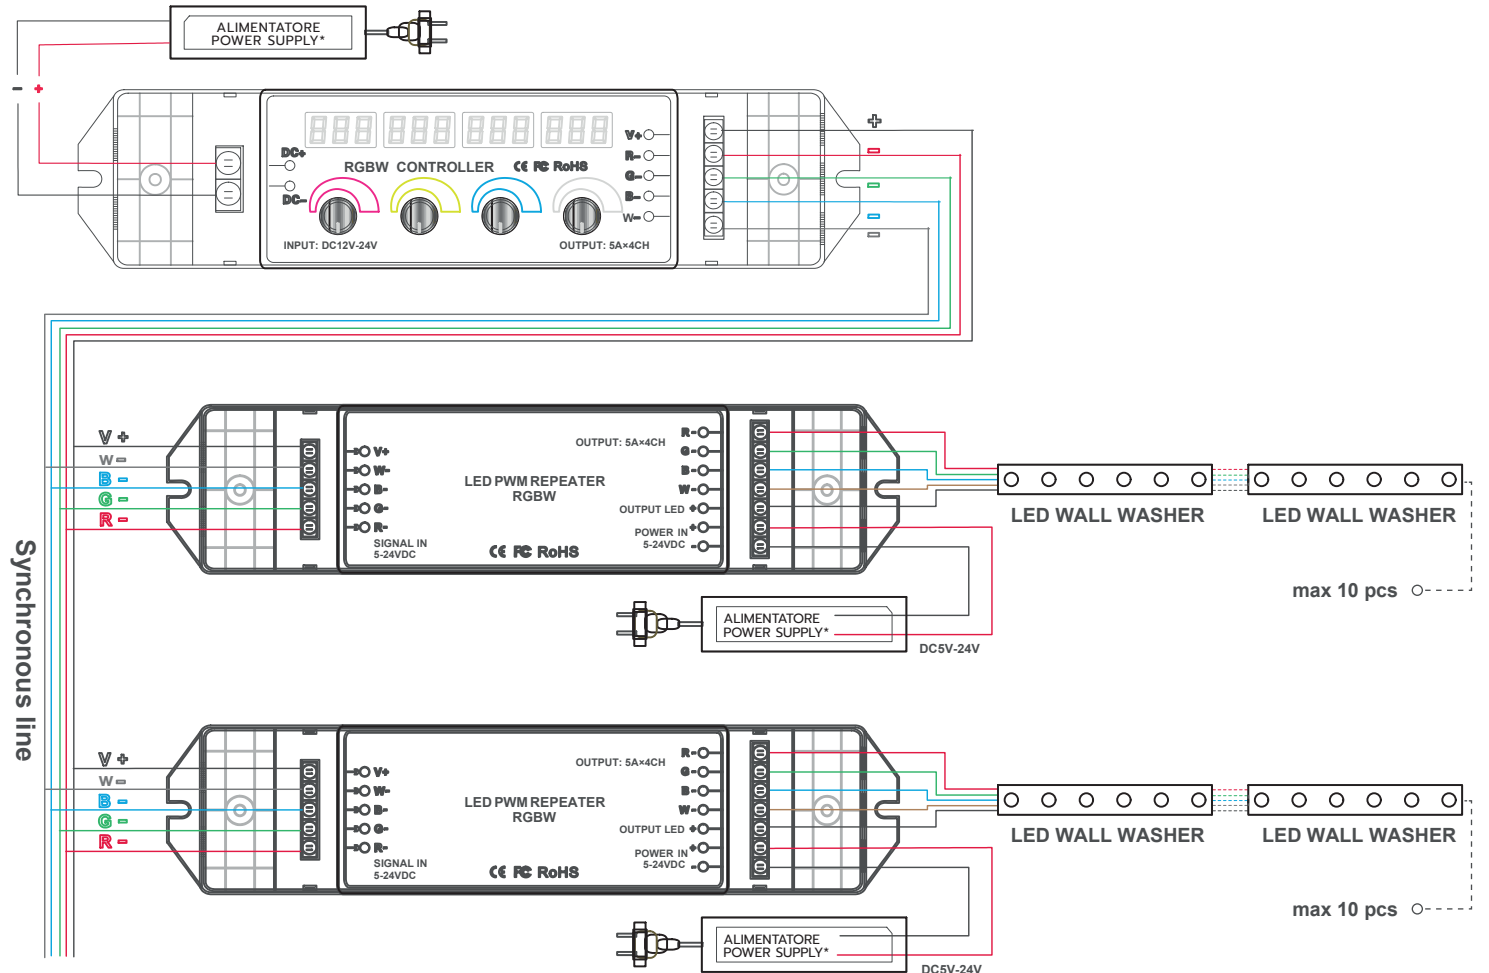 ALIMENTATORE
POWER SUPPLY*
- +
888 888 888 888
DC+
DC-
RGBW CONTROLLER CE FC RoHS
INPUT: DC12V-24V
OUTPUT: 5A×4CH
V+
R-
G-
B-
W-
+
-
-
-
-
Synchronous line
V +
W -
B -
G -
R -
V+
W-
B-
G-
R-
SIGNAL IN
5-24VDC
LED PWM REPEATER
RGBW
CE FC RoHS
OUTPUT: 5A×4CH
R-
G-
B-
W-
OUTPUT LED +
POWER IN +
5-24VDC -
LED WALL WASHER
LED WALL WASHER
max 10 pcs
ALIMENTATORE
POWER SUPPLY*
DC5V-24V
V +
W -
B -
G -
R -
V+
W-
B-
G-
R-
SIGNAL IN
5-24VDC
LED PWM REPEATER
RGBW
CE FC RoHS
OUTPUT: 5A×4CH
R-
G-
B-
W-
OUTPUT LED +
POWER IN +
5-24VDC -
LED WALL WASHER
LED WALL WASHER
max 10 pcs
ALIMENTATORE
POWER SUPPLY*
DC5V-24V